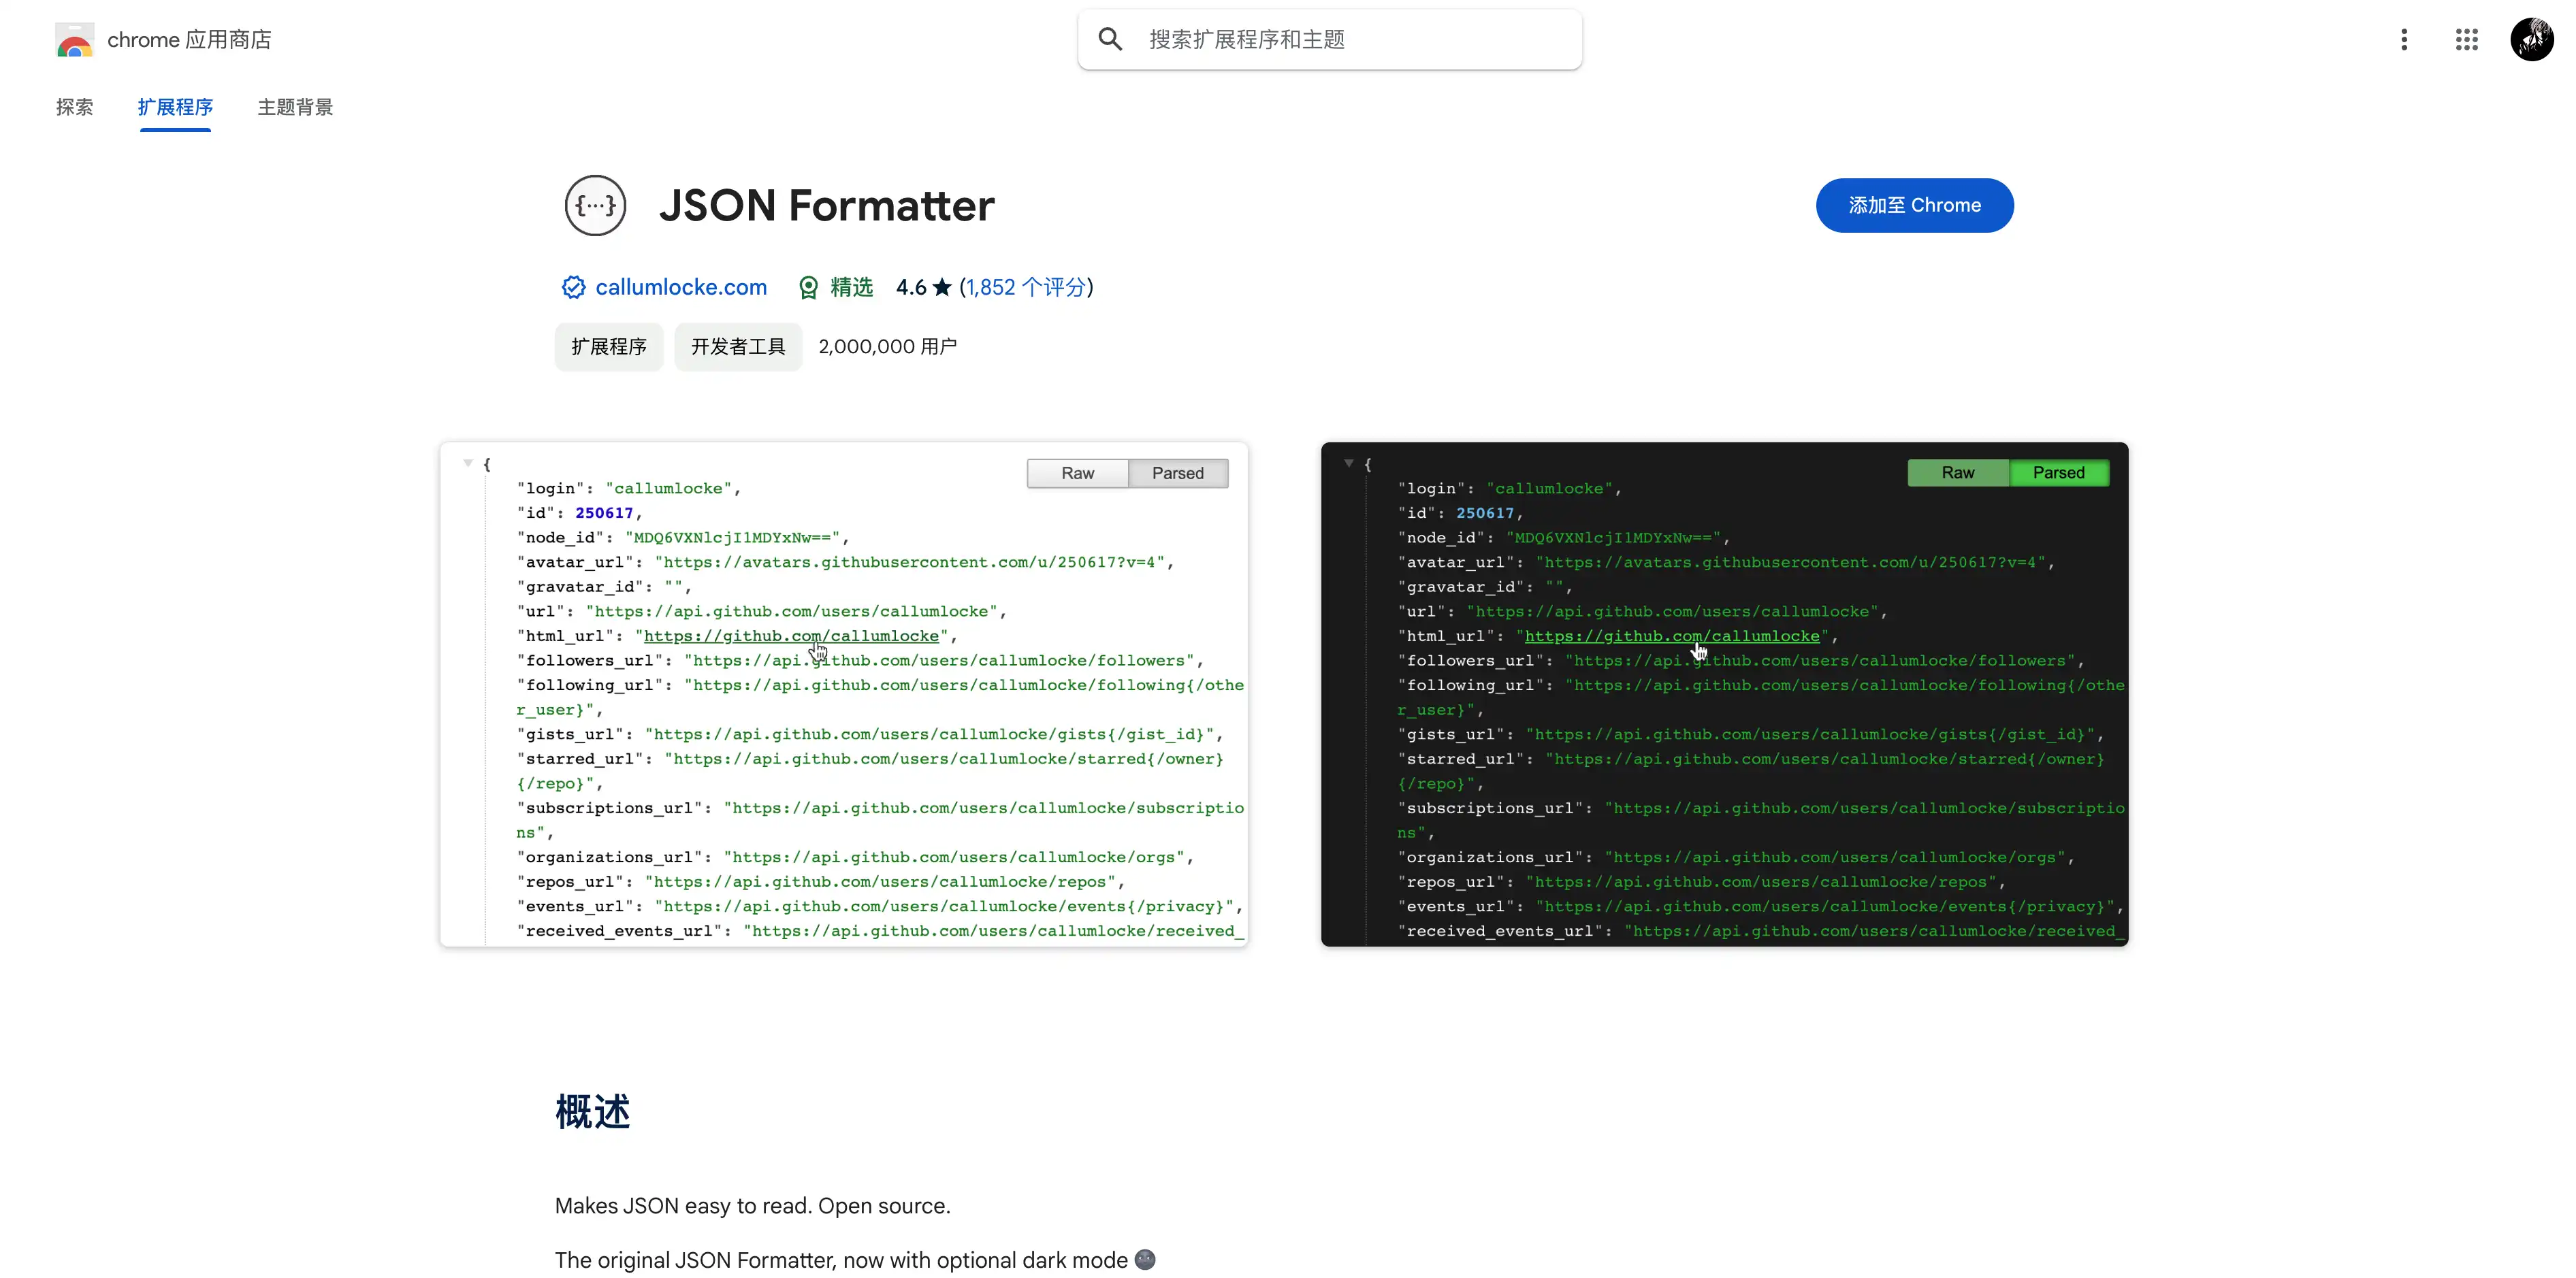 chrome 应用商店
搜索扩展程序和主题
探索 扩展程序 主题背景
{···} JSON Formatter
添加至 Chrome
callumlocke.com 精选 4.6 ★ (1,852 个评分)
扩展程序 开发者工具 2,000,000 用户
Raw Parsed
{
"login": "callumlocke",
"id": 250617,
"node_id": "MDQ6VXNlcjI1MDYxNw==",
"avatar_url": "https://avatars.githubusercontent.com/u/250617?v=4",
"gravatar_id": "",
"url": "https://api.github.com/users/callumlocke",
"html_url": "https://github.com/callumlocke",
"followers_url": "https://api.github.com/users/callumlocke/followers",
"following_url": "https://api.github.com/users/callumlocke/following{/othe
r_user}",
"gists_url": "https://api.github.com/users/callumlocke/gists{/gist_id}",
"starred_url": "https://api.github.com/users/callumlocke/starred{/owner}
{/repo}",
"subscriptions_url": "https://api.github.com/users/callumlocke/subscriptio
ns",
"organizations_url": "https://api.github.com/users/callumlocke/orgs",
"repos_url": "https://api.github.com/users/callumlocke/repos",
"events_url": "https://api.github.com/users/callumlocke/events{/privacy}",
"received_events_url": "https://api.github.com/users/callumlocke/received_
Raw Parsed
{
"login": "callumlocke",
"id": 250617,
"node_id": "MDQ6VXNlcjI1MDYxNw==",
"avatar_url": "https://avatars.githubusercontent.com/u/250617?v=4",
"gravatar_id": "",
"url": "https://api.github.com/users/callumlocke",
"html_url": "https://github.com/callumlocke",
"followers_url": "https://api.github.com/users/callumlocke/followers",
"following_url": "https://api.github.com/users/callumlocke/following{/othe
r_user}",
"gists_url": "https://api.github.com/users/callumlocke/gists{/gist_id}",
"starred_url": "https://api.github.com/users/callumlocke/starred{/owner}
{/repo}",
"subscriptions_url": "https://api.github.com/users/callumlocke/subscriptio
ns",
"organizations_url": "https://api.github.com/users/callumlocke/orgs",
"repos_url": "https://api.github.com/users/callumlocke/repos",
"events_url": "https://api.github.com/users/callumlocke/events{/privacy}",
"received_events_url": "https://api.github.com/users/callumlocke/received_
概述
Makes JSON easy to read. Open source.
The original JSON Formatter, now with optional dark mode 🌚